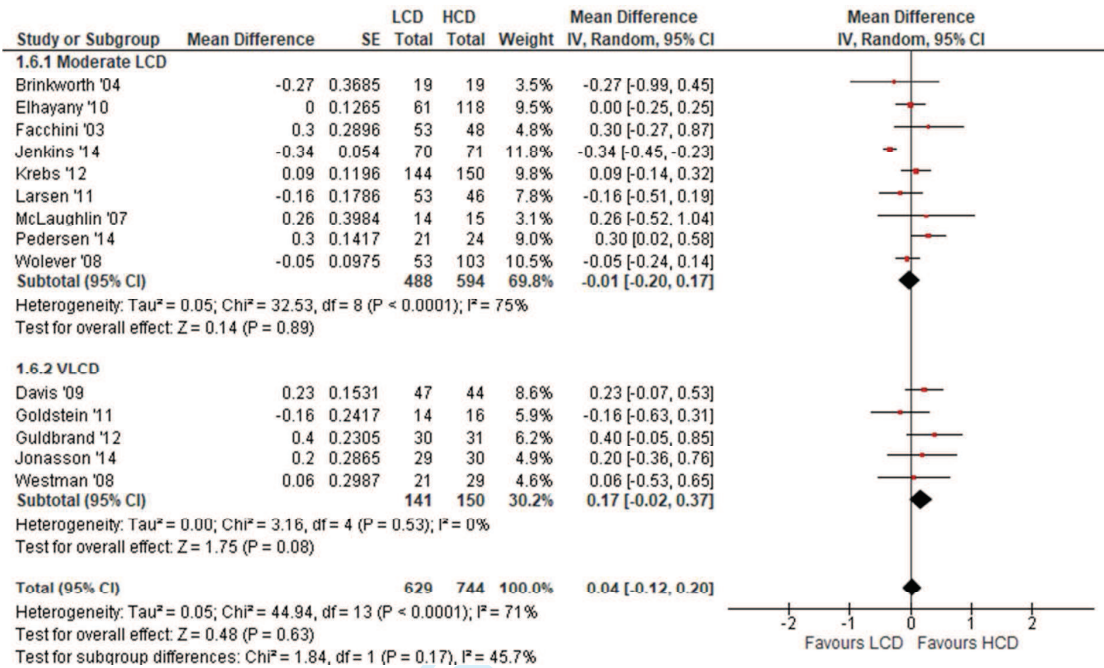 LCD HCD Mean Difference Mean Difference
Study or Subgroup Mean Difference SE Total Total Weight IV, Random, 95% CI IV, Random, 95% CI
1.6.1 Moderate LCD
Brinkworth '04 -0.27 0.3685 19 19 3.5% -0.27 [-0.99, 0.45]
Elhayany '10 0 0.1265 61 118 9.5% 0.00 [-0.25, 0.25]
Facchini '03 0.3 0.2896 53 48 4.8% 0.30 [-0.27, 0.87]
Jenkins '14 -0.34 0.054 70 71 11.8% -0.34 [-0.45, -0.23]
Krebs '12 0.09 0.1196 144 150 9.8% 0.09 [-0.14, 0.32]
Larsen '11 -0.16 0.1786 53 46 7.8% -0.16 [-0.51, 0.19]
McLaughlin '07 0.26 0.3984 14 15 3.1% 0.26 [-0.52, 1.04]
Pedersen '14 0.3 0.1417 21 24 9.0% 0.30 [0.02, 0.58]
Wolever '08 -0.05 0.0975 53 103 10.5% -0.05 [-0.24, 0.14]
Subtotal (95% CI) 488 594 69.8% -0.01 [-0.20, 0.17]
Heterogeneity: Tau² = 0.05; Chi² = 32.53, df = 8 (P < 0.0001); I² = 75%
Test for overall effect: Z = 0.14 (P = 0.89)
1.6.2 VLCD
Davis '09 0.23 0.1531 47 44 8.6% 0.23 [-0.07, 0.53]
Goldstein '11 -0.16 0.2417 14 16 5.9% -0.16 [-0.63, 0.31]
Guldbrand '12 0.4 0.2305 30 31 6.2% 0.40 [-0.05, 0.85]
Jonasson '14 0.2 0.2865 29 30 4.9% 0.20 [-0.36, 0.76]
Westman '08 0.06 0.2987 21 29 4.6% 0.06 [-0.53, 0.65]
Subtotal (95% CI) 141 150 30.2% 0.17 [-0.02, 0.37]
Heterogeneity: Tau² = 0.00; Chi² = 3.16, df = 4 (P = 0.53); I² = 0%
Test for overall effect: Z = 1.75 (P = 0.08)
Total (95% CI) 629 744 100.0% 0.04 [-0.12, 0.20]
Heterogeneity: Tau² = 0.05; Chi² = 44.94, df = 13 (P < 0.0001); I² = 71%
Test for overall effect: Z = 0.48 (P = 0.63)
Test for subgroup differences: Chi² = 1.84, df = 1 (P = 0.17), I² = 45.7%
-2 -1 0 1 2
Favours LCD Favours HCD